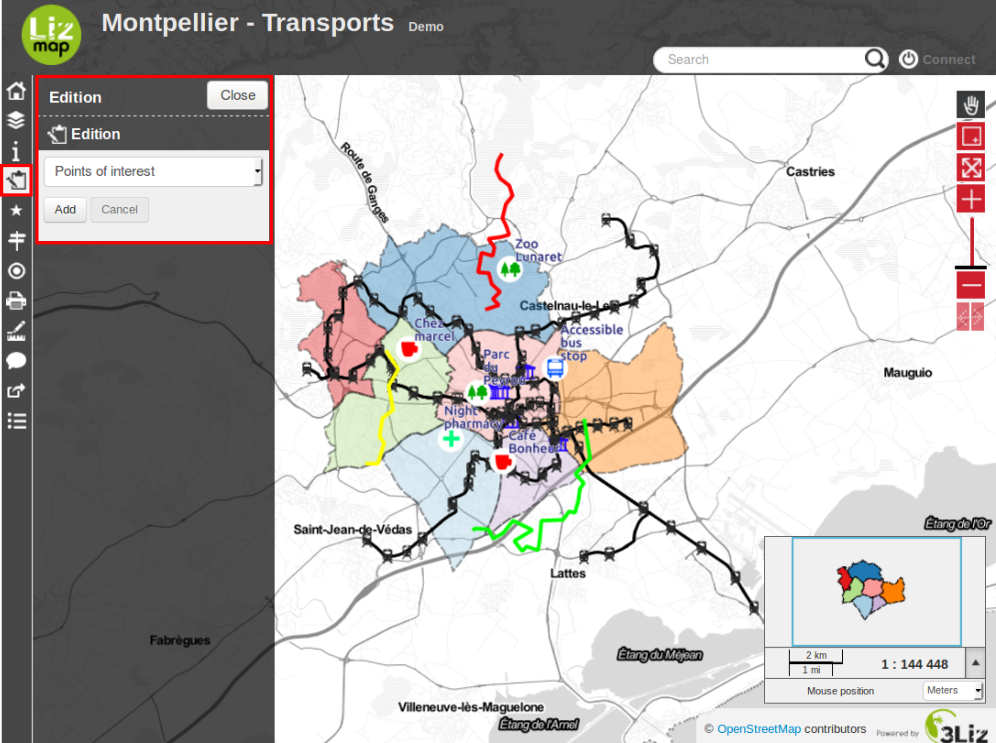 Liz
map
Montpellier - Transports Demo
Search
Connect
Edition
Close
Edition
Points of interest
Add
Cancel
Route de Ganges
Castries
Zoo
Lunaret
Castelnau-le-Le
Accessible
bus
stop
Chez
marcel
Parc
du
Peyrou
Mauguio
Night
pharmacy
Café
Bonheur
Saint-Jean-de-Védas
Étang de l'Or
Lattes
Fabrègues
Étang du Méjean
2 km
1 mi
1 : 144 448
Mouse position
Meters
Villeneuve-lès-Maguelone
Étang de l'Arnel
© OpenStreetMap contributors
Powered by
3Liz